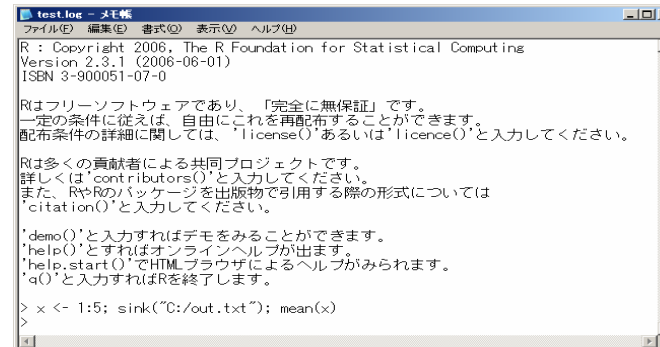 test.log - メモ帳
ファイル(F) 編集(E) 書式(O) 表示(V) ヘルプ(H)
R : Copyright 2006, The R Foundation for Statistical Computing
Version 2.3.1 (2006-06-01)
ISBN 3-900051-07-0
Rはフリーソフトウェアであり、「完全に無保証」です。
一定の条件に従えば、自由にこれを再配布することができます。
配布条件の詳細に関しては、'license()'あるいは'licence()'と入力してください。
Rは多くの貢献者による共同プロジェクトです。
詳しくは'contributors()'と入力してください。
また、RやRのパッケージを出版物で引用する際の形式については
'citation()'と入力してください。
'demo()'と入力すればデモをみることができます。
'help()'とすればオンラインヘルプが出ます。
'help.start()'でHTMLブラウザによるヘルプがみられます。
'q()'と入力すればRを終了します。
> x <- 1:5; sink("C:/out.txt"); mean(x)
>